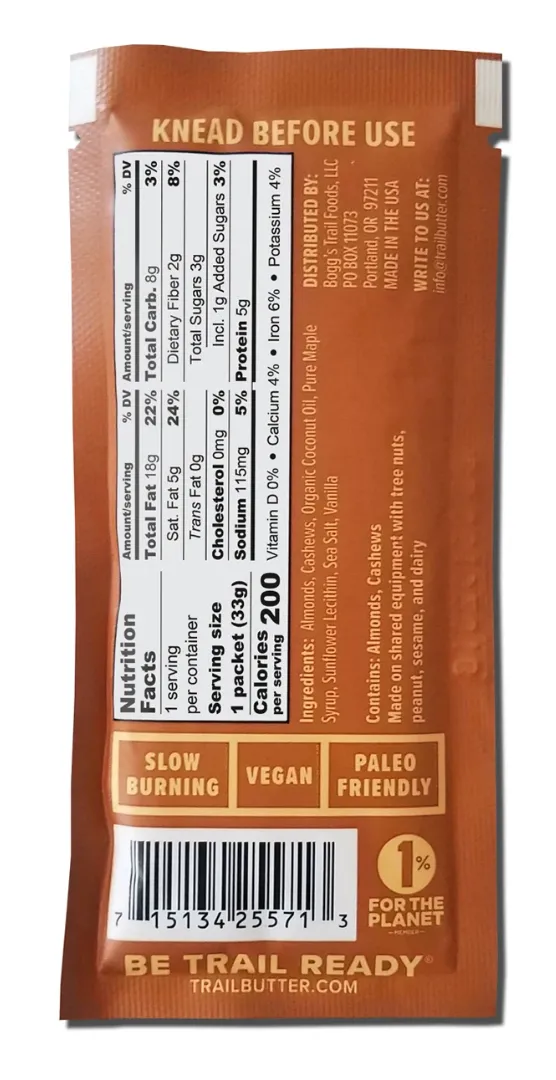 KNEAD BEFORE USE
Nutrition
Facts
1 serving
per container
Serving size
1 packet (33g)
Calories 200
per serving
Amount/serving % DV
Total Fat 18g 22%
Sat. Fat 5g 24%
Trans Fat 0g
Cholesterol 0mg 0%
Sodium 115mg 5%
Amount/serving % DV
Total Carb. 8g 3%
Dietary Fiber 2g 8%
Total Sugars 3g
Incl. 1g Added Sugars 3%
Protein 5g
Vitamin D 0% • Calcium 4% • Iron 6% • Potassium 4%
Ingredients: Almonds, Cashews, Organic Coconut Oil, Pure Maple
Syrup, Sunflower Lecithin, Sea Salt, Vanilla
Contains: Almonds, Cashews
Made on shared equipment with tree nuts,
peanut, sesame, and dairy
DISTRIBUTED BY:
Bogg's Trail Foods, LLC
PO BOX 11073
Portland, OR 97211
MADE IN THE USA
WRITE TO US AT:
info@trailbutter.com
SLOW
BURNING
VEGAN
PALEO
FRIENDLY
7 15134 25571 3
1%
FOR THE
PLANET
MEMBER
BE TRAIL READY©
TRAILBUTTER.COM